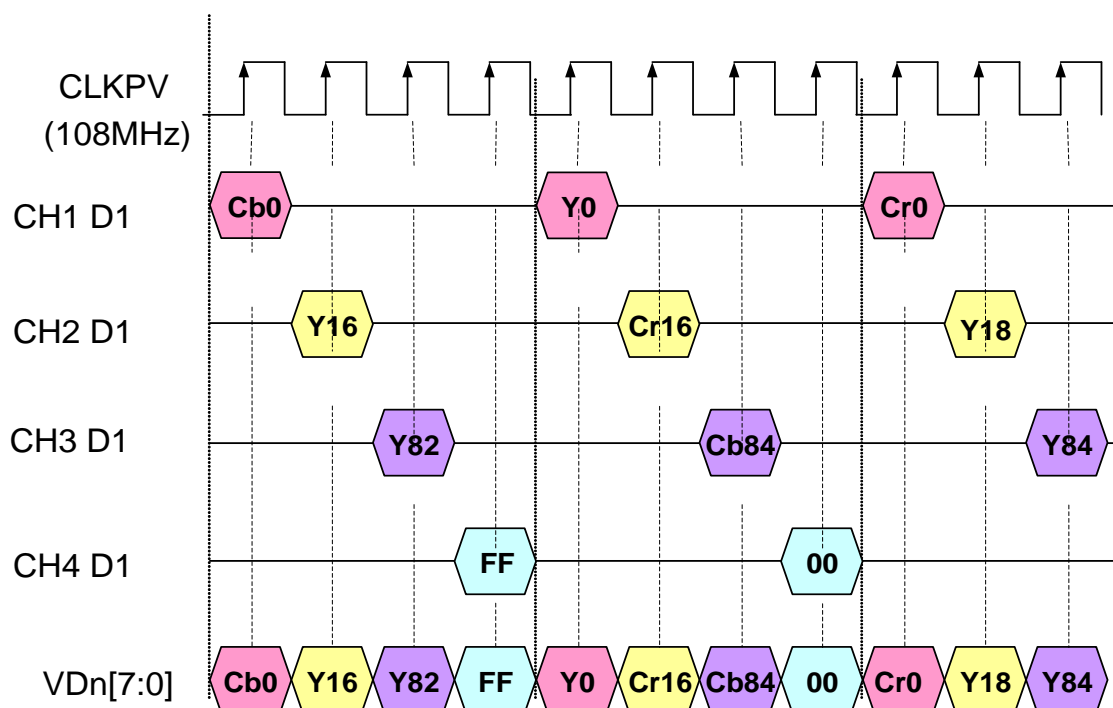 CLKPV
(108MHz)
CH1 D1 Cb0 Y0 Cr0
CH2 D1 Y16 Cr16 Y18
CH3 D1 Y82 Cb84 Y84
CH4 D1 FF 00
VDn[7:0] Cb0 Y16 Y82 FF Y0 Cr16 Cb84 00 Cr0 Y18 Y84